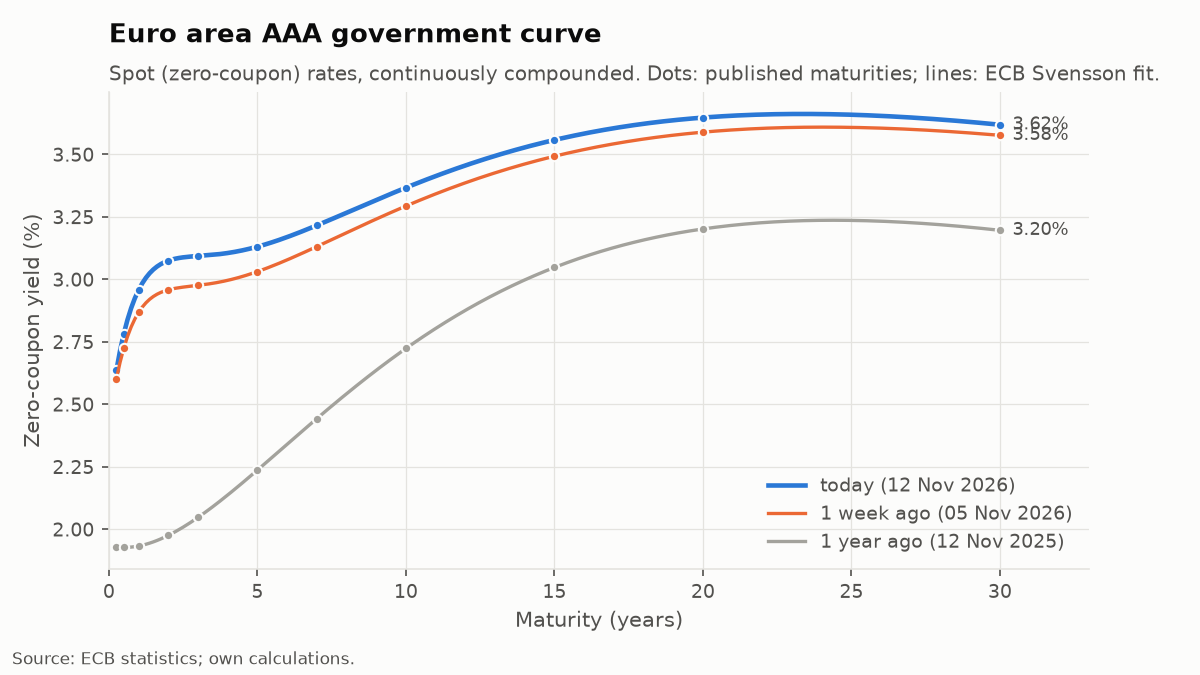 Euro area AAA government curve
Spot (zero-coupon) rates, continuously compounded. Dots: published maturities; lines: ECB Svensson fit.
Zero-coupon yield (%)
3.50
3.25
3.00
2.75
2.50
2.25
2.00
3.62%
3.58%
3.20%
today (12 Nov 2026)
1 week ago (05 Nov 2026)
1 year ago (12 Nov 2025)
0 5 10 15 20 25 30
Maturity (years)
Source: ECB statistics; own calculations.